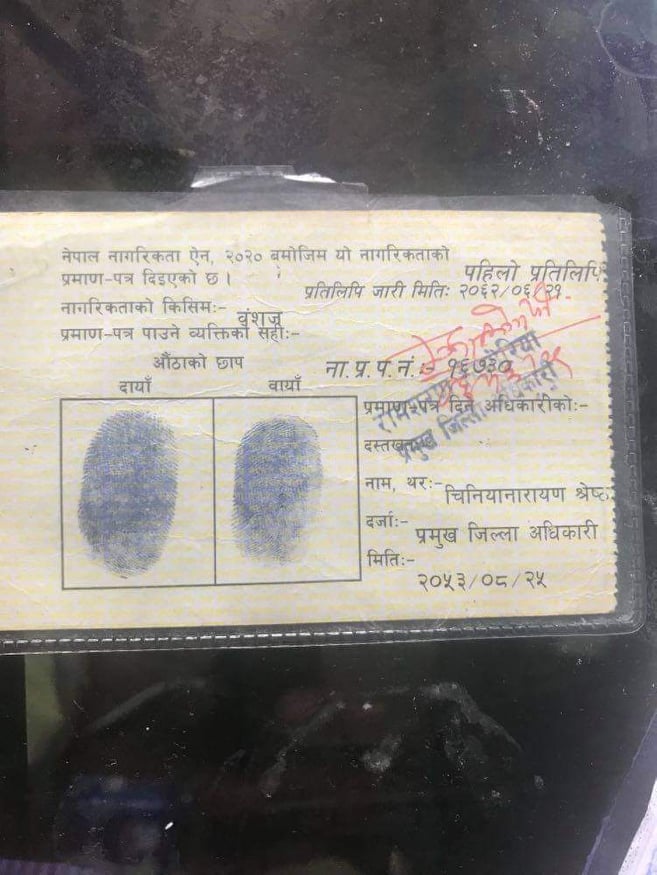 नेपाल नागरिकता ऐन, २०२० बमोजिम यो नागरिकताको
प्रमाण-पत्र दिइएको छ ।
पहिलो प्रतिलिपि
प्रतिलिपि जारी मितिः २०६२/०६/२१
नागरिकताको किसिमः- वंशज
प्रमाण-पत्र पाउने व्यक्तिको सहीः-
औंठाको छाप
दायाँ
बायाँ
ना.प्र.प.नं.ः- १६७३०
प्रमाण-पत्र दिने अधिकारीकोः-
दस्तखतः
प्रमुख जिल्ला अधिकारी
नाम, थरः- चिनियानारायण श्रेष्ठ
दर्जाः- प्रमुख जिल्ला अधिकारी
मितिः-
२०५३/०८/२५